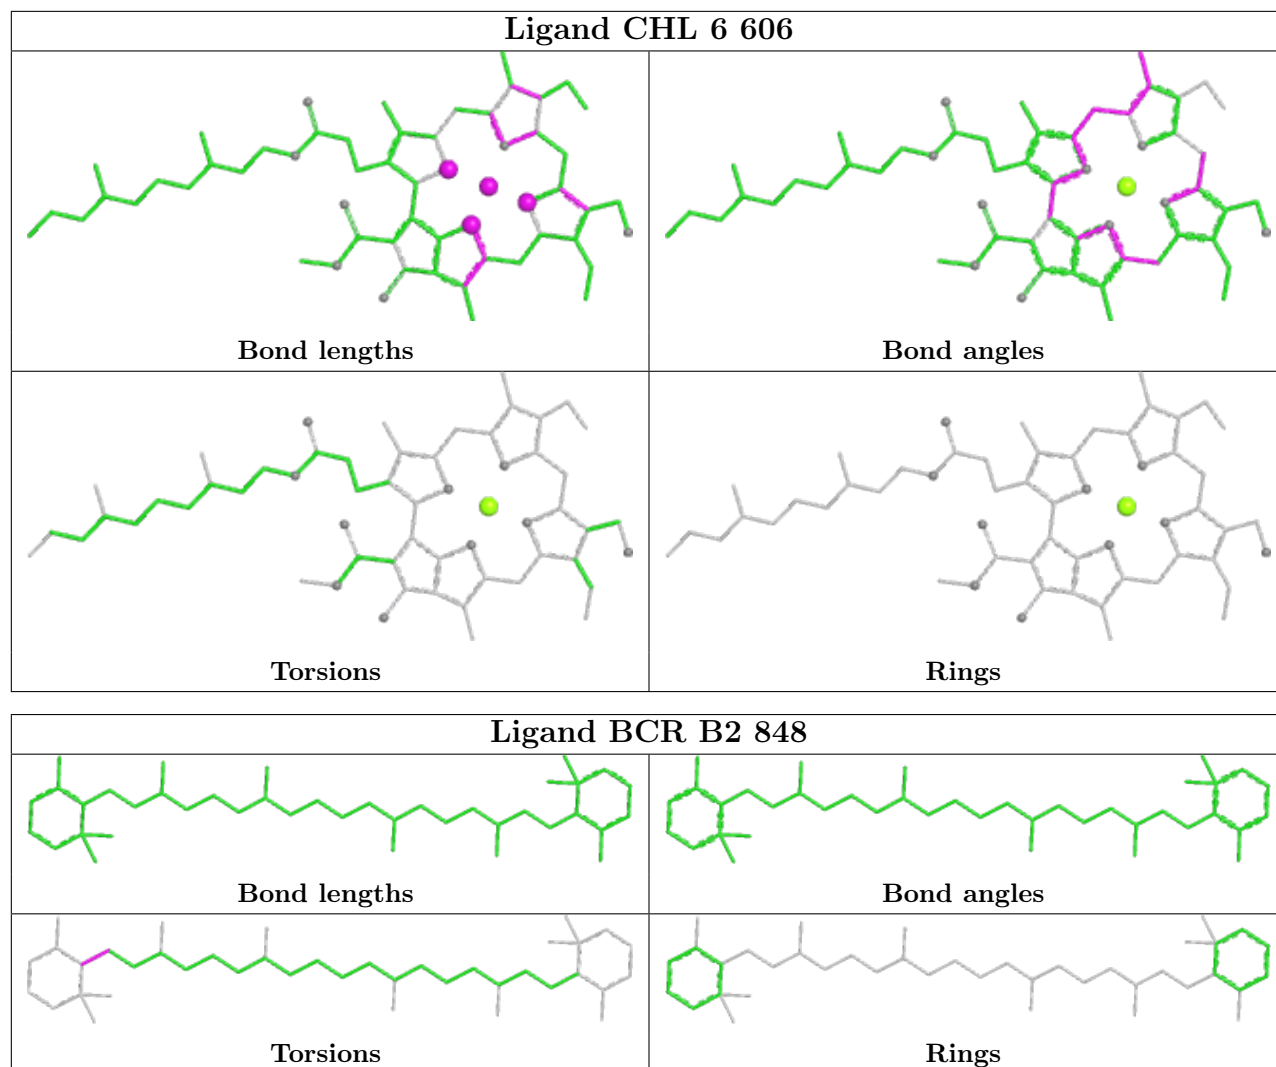 Ligand CHL 6 606
Bond lengths
Bond angles
Torsions
Rings
Ligand BCR B2 848
Bond lengths
Bond angles
Torsions
Rings